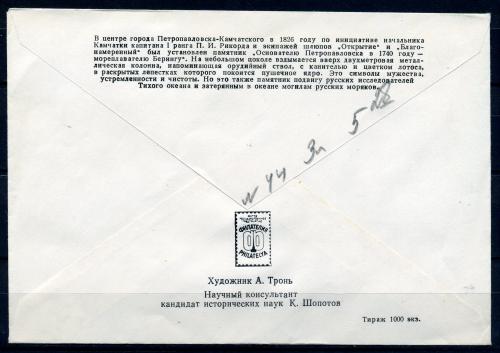 В центре города Петропавловска-Камчатского в 1826 году по инициативе начальника
Камчатки капитана I ранга П. И. Рикорда и экипажей шлюпов "Открытие" и „Благо-
намеренный" был установлен памятник „Основателю Петропавловска в 1740 году —
мореплавателю Берингу". На небольшом цоколе вздымается вверх двухметровая метал-
лическая колонна, напоминающая орудийный ствол, с капителью и цветком лотоса,
в раскрытых лепестках которого покоится пушечное ядро. Это символы мужества,
устремленности и чистоты. Но это также памятник подвигу русских исследователей
Тихого океана и затерянным в океане могилам русских моряков.
ФИЛАТЕЛИЯ
Художник А. Тронь
Научный консультант
кандидат исторических наук К. Шопотов
Тираж 1000 экз.